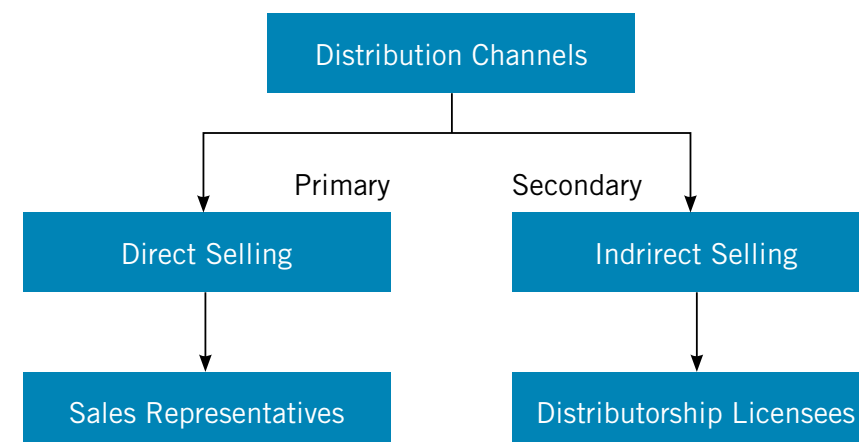 Distribution Channels
Primary
Secondary
Direct Selling
Indrirect Selling
Sales Representatives
Distributorship Licensees